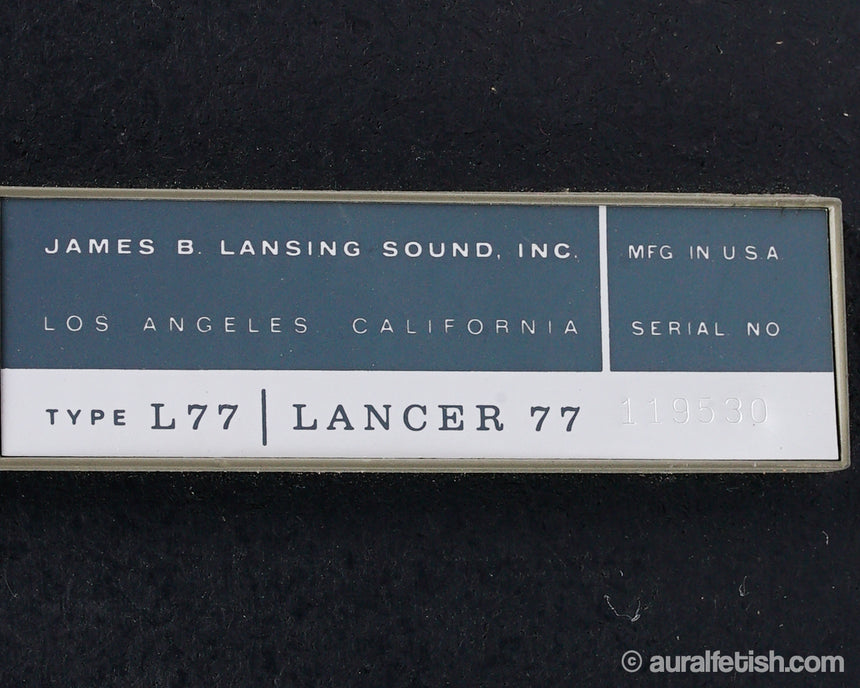 JAMES B. LANSING SOUND, INC.
MFG IN U.S.A
LOS ANGELES CALIFORNIA
SERIAL NO
TYPE L77 | LANCER 77
119530
© auralfetish.com